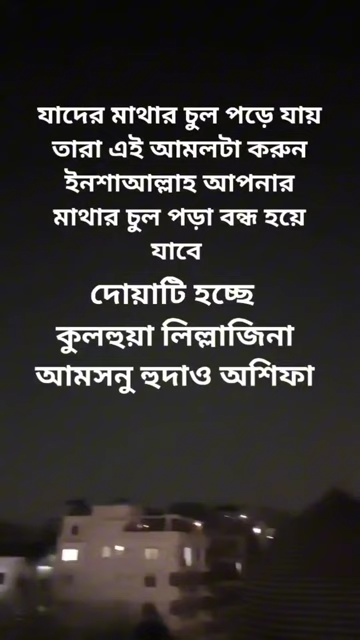 যাদের মাথার চুল পড়ে যায়
তারা এই আমলটা করুন
ইনশাআল্লাহ আপনার
মাথার চুল পড়া বন্ধ হয়ে
যাবে
দোয়াটি হচ্ছে
কুলহুয়া লিল্লাজিনা
আমসনু হুদাও অশিফা